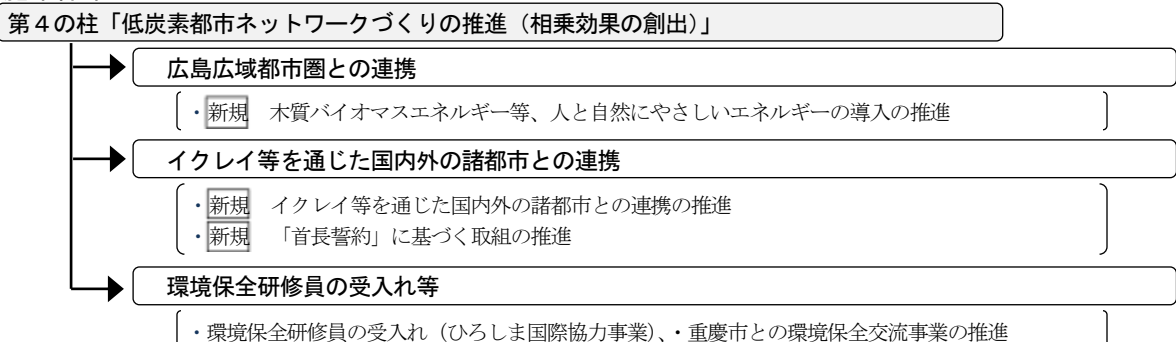 第４の柱「低炭素都市ネットワークづくりの推進（相乗効果の創出）」
広島広域都市圏との連携
・新規　木質バイオマスエネルギー等、人と自然にやさしいエネルギーの導入の推進
イクレイ等を通じた国内外の諸都市との連携
・新規　イクレイ等を通じた国内外の諸都市との連携の推進
・新規　「首長誓約」に基づく取組の推進
環境保全研修員の受入れ等
・環境保全研修員の受入れ（ひろしま国際協力事業）、・重慶市との環境保全交流事業の推進